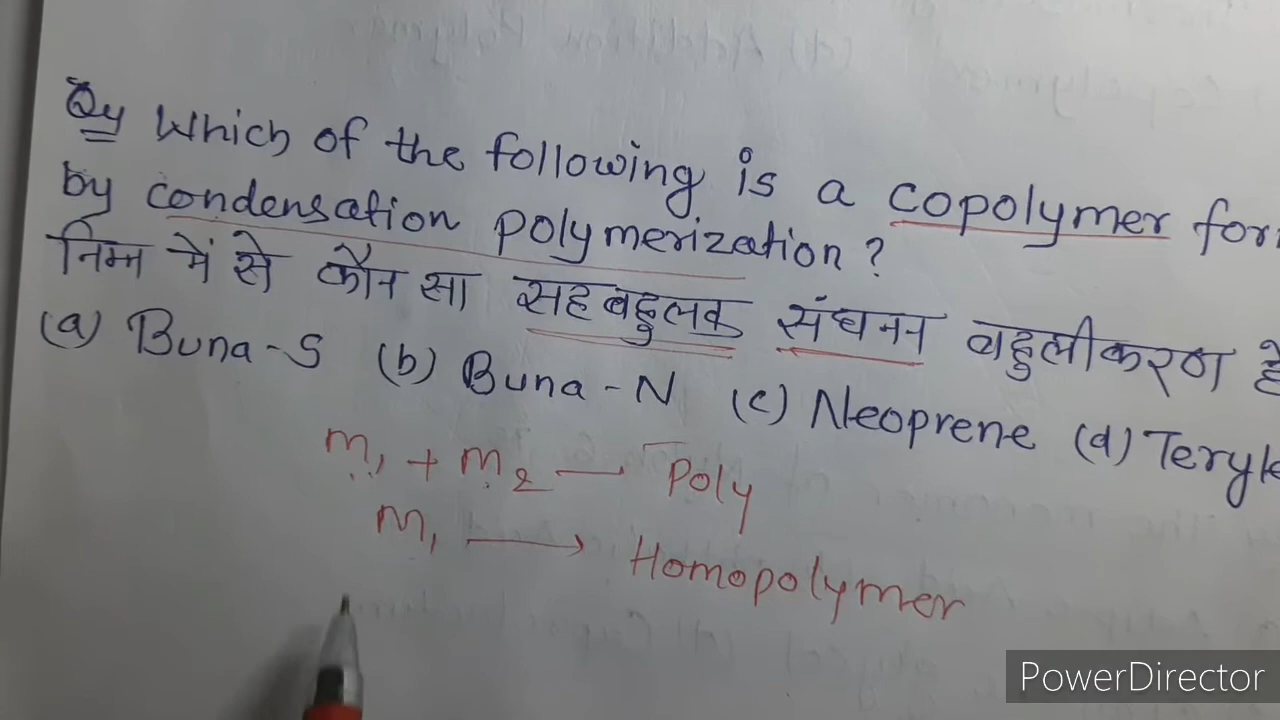 Qy Which of the following is a copolymer for
by condensation polymerization ?
निम्न में से कौन सा सहबहुलक संघनन बहुलीकरण है
(a) Buna-S (b) Buna-N (c) Neoprene (d) Teryl
m1 + m2 — Poly
m1 → Homopolymer
PowerDirector